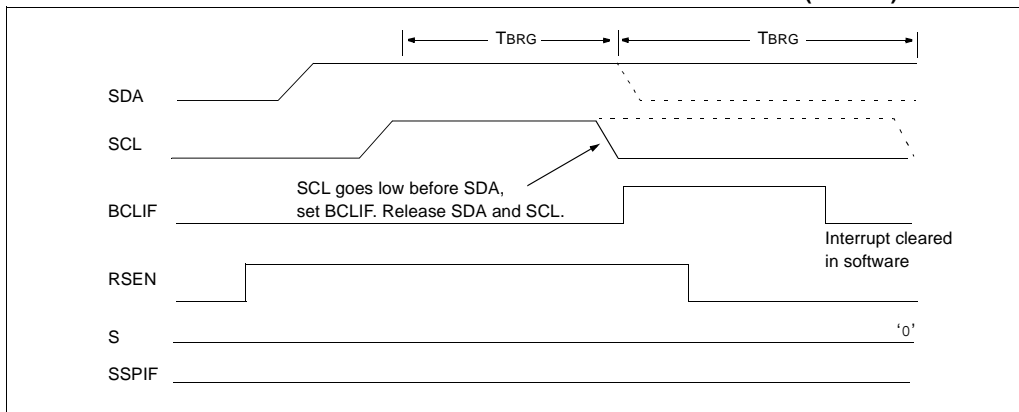 TBRG TBRG
SDA
SCL
SCL goes low before SDA,
set BCLIF. Release SDA and SCL.
BCLIF
Interrupt cleared
in software
RSEN
S ‘0’
SSPIF